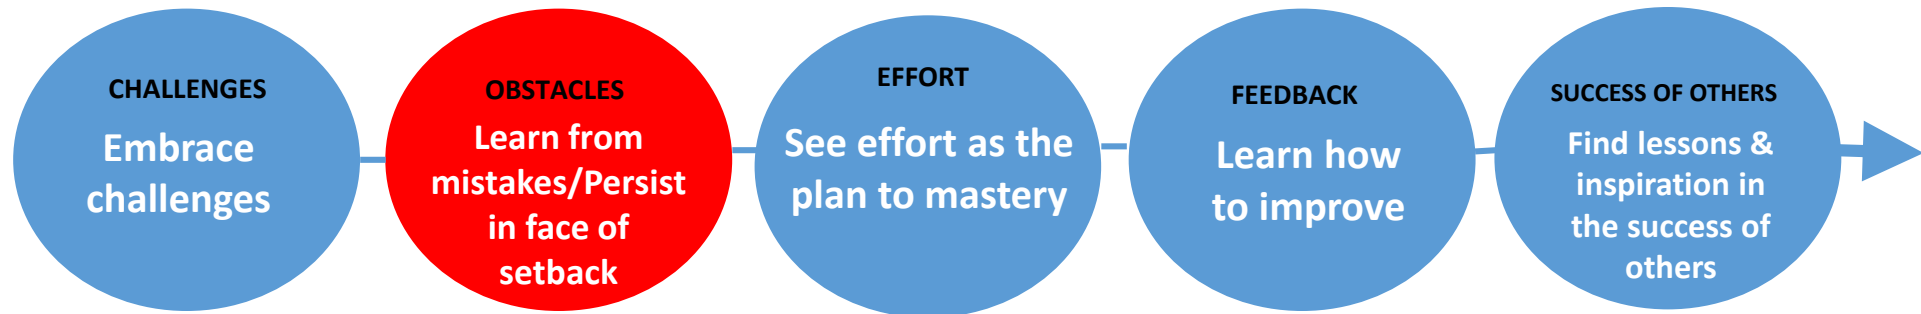 CHALLENGES
Embrace
challenges
OBSTACLES
Learn from
mistakes/Persist
in face of
setback
EFFORT
See effort as the
plan to mastery
FEEDBACK
Learn how
to improve
SUCCESS OF OTHERS
Find lessons &
inspiration in
the success of
others